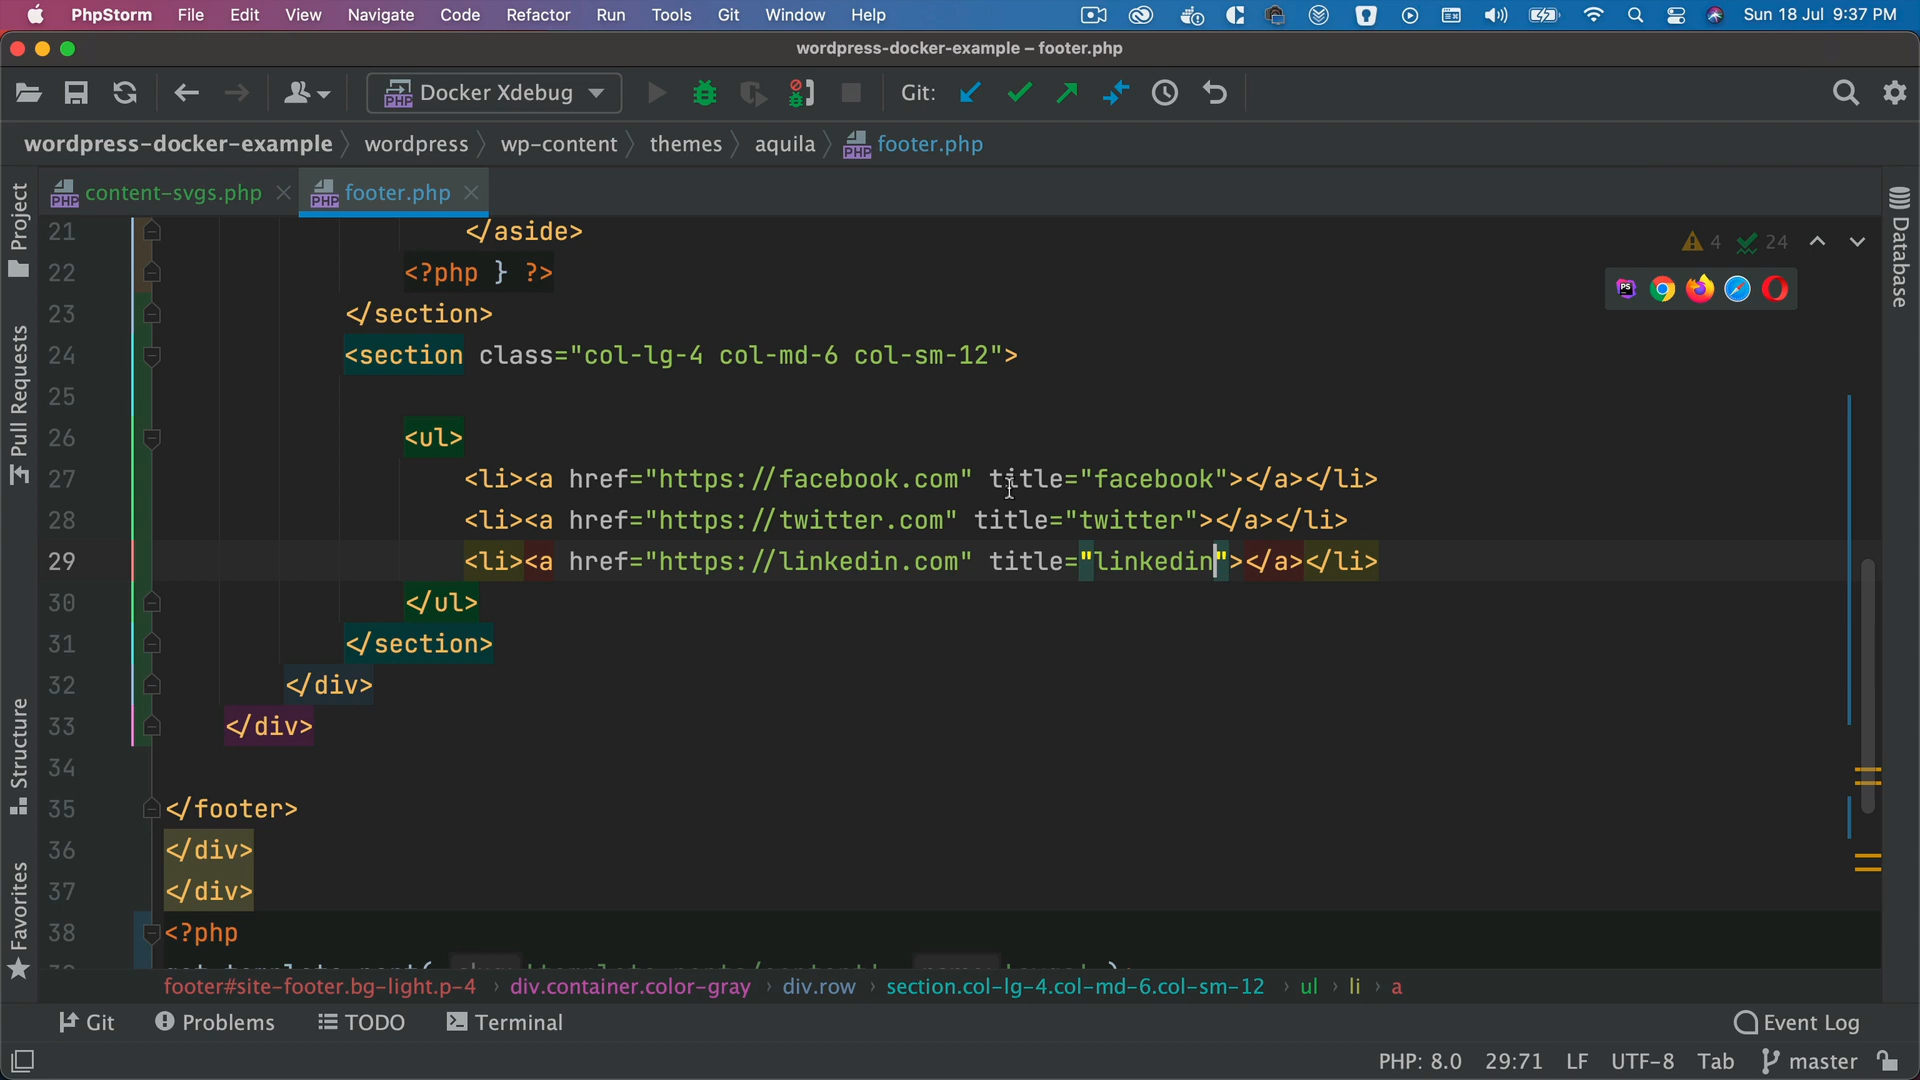 PhpStorm File Edit View Navigate Code Refactor Run Tools Git Window Help Sun 18 Jul 9:37 PM
wordpress-docker-example – footer.php
PHP Docker Xdebug Git:
wordpress-docker-example wordpress wp-content themes aquila PHP footer.php
PHP content-svgs.php PHP footer.php
Project
Pull Requests
Structure
Favorites
Database
4 24
PS
21 </aside>
22 <?php } ?>
23 </section>
24 <section class="col-lg-4 col-md-6 col-sm-12">
25
26 <ul>
27 <li><a href="https://facebook.com" title="facebook"></a></li>
28 <li><a href="https://twitter.com" title="twitter"></a></li>
29 <li><a href="https://linkedin.com" title="linkedin"></a></li>
30 </ul>
31 </section>
32 </div>
33 </div>
34
35 </footer>
36 </div>
37 </div>
38 <?php
footer#site-footer.bg-light.p-4 › div.container.color-gray › div.row › section.col-lg-4.col-md-6.col-sm-12 › ul › li › a
Git Problems TODO Terminal Event Log
PHP: 8.0 29:71 LF UTF-8 Tab master